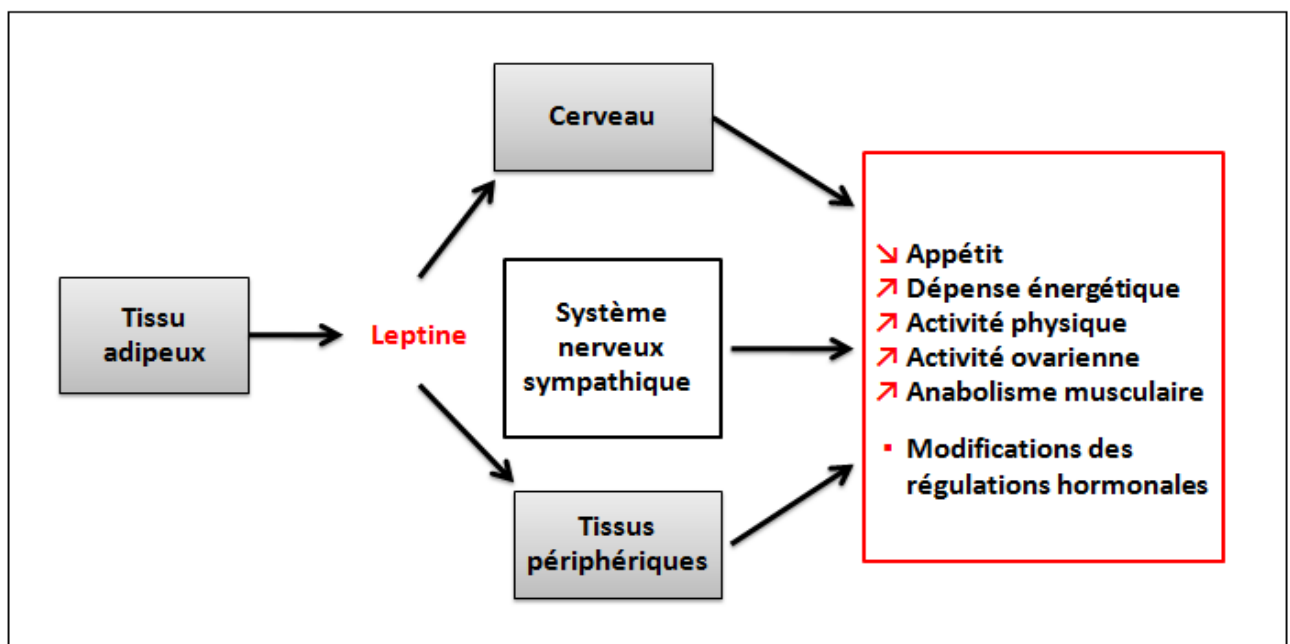 Cerveau
Tissu
adipeux
Leptine
Système
nerveux
sympathique
Tissus
périphériques
↘ Appétit
↗ Dépense énergétique
↗ Activité physique
↗ Activité ovarienne
↗ Anabolisme musculaire
▪ Modifications des
régulations hormonales